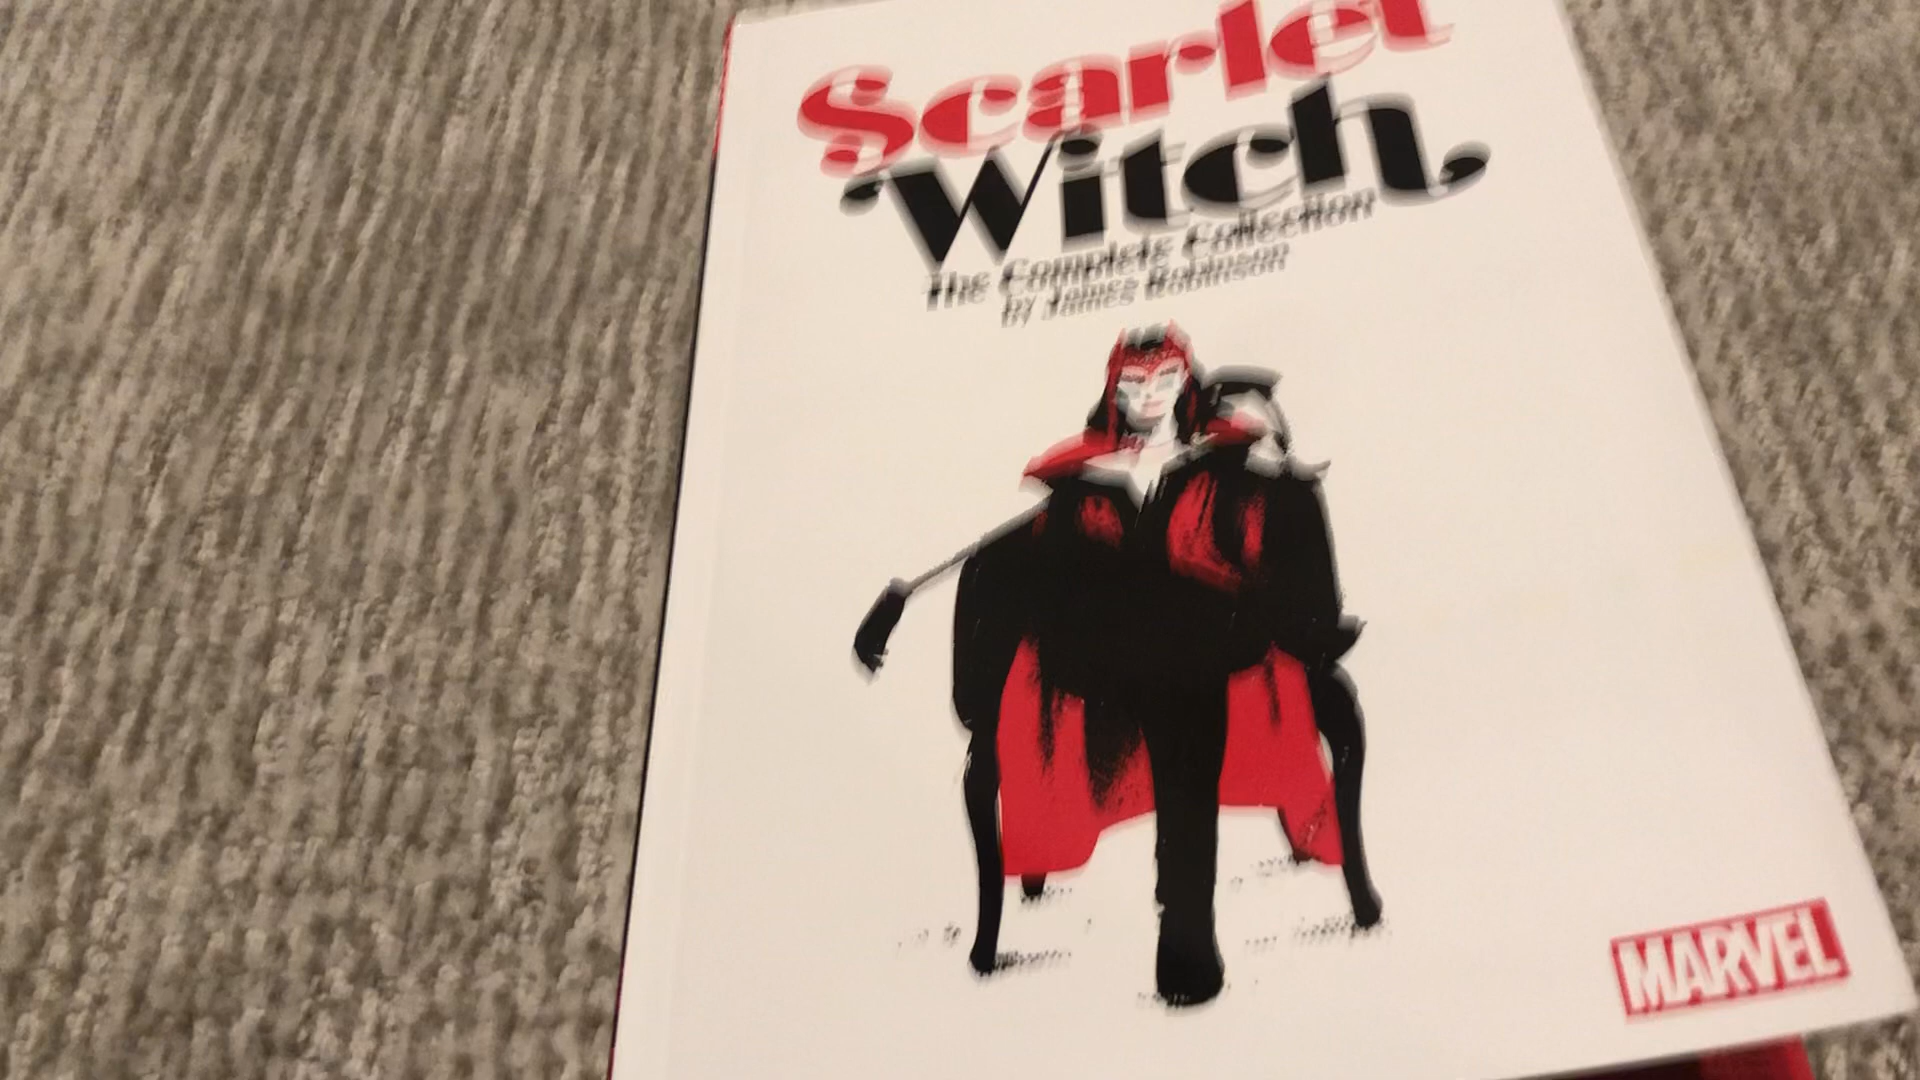 Scarlet
Witch
The Complete Collection
by James Robinson
MARVEL